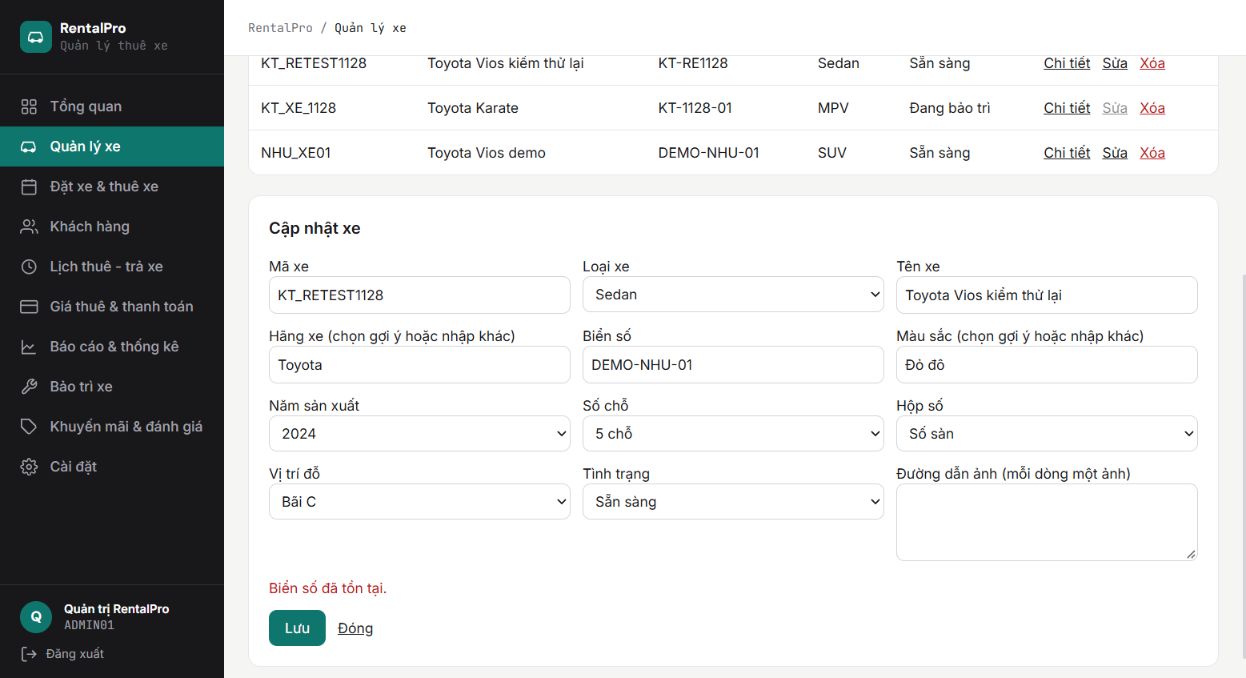 RentalPro
Quản lý thuê xe
Tổng quan
Quản lý xe
Đặt xe & thuê xe
Khách hàng
Lịch thuê - trả xe
Giá thuê & thanh toán
Báo cáo & thống kê
Bảo trì xe
Khuyến mãi & đánh giá
Cài đặt
Q
Quản trị RentalPro
ADMIN01
Đăng xuất
RentalPro / Quản lý xe
KT_RETEST1128 Toyota Vios kiểm thử lại KT-RE1128 Sedan Sẵn sàng Chi tiết Sửa Xóa
KT_XE_1128 Toyota Karate KT-1128-01 MPV Đang bảo trì Chi tiết Sửa Xóa
NHU_XE01 Toyota Vios demo DEMO-NHU-01 SUV Sẵn sàng Chi tiết Sửa Xóa
Cập nhật xe
Mã xe Loại xe Tên xe
KT_RETEST1128 Sedan Toyota Vios kiểm thử lại
Hãng xe (chọn gợi ý hoặc nhập khác) Biển số Màu sắc (chọn gợi ý hoặc nhập khác)
Toyota DEMO-NHU-01 Đỏ đô
Năm sản xuất Số chỗ Hộp số
2024 5 chỗ Số sàn
Vị trí đỗ Tình trạng Đường dẫn ảnh (mỗi dòng một ảnh)
Bãi C Sẵn sàng
Biển số đã tồn tại.
Lưu Đóng